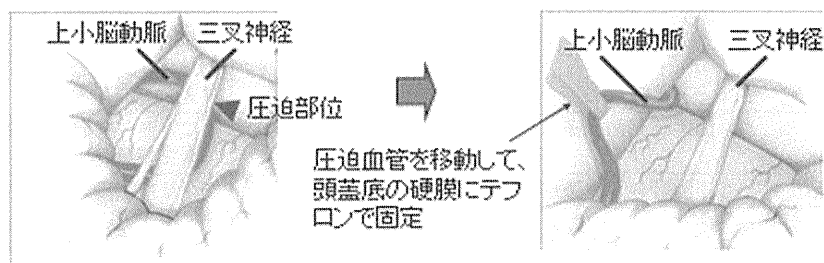 上小脳動脈
三叉神経
圧迫部位
圧迫血管を移動して、
頭蓋底の硬膜にテフ
ロンで固定
上小脳動脈
三叉神経